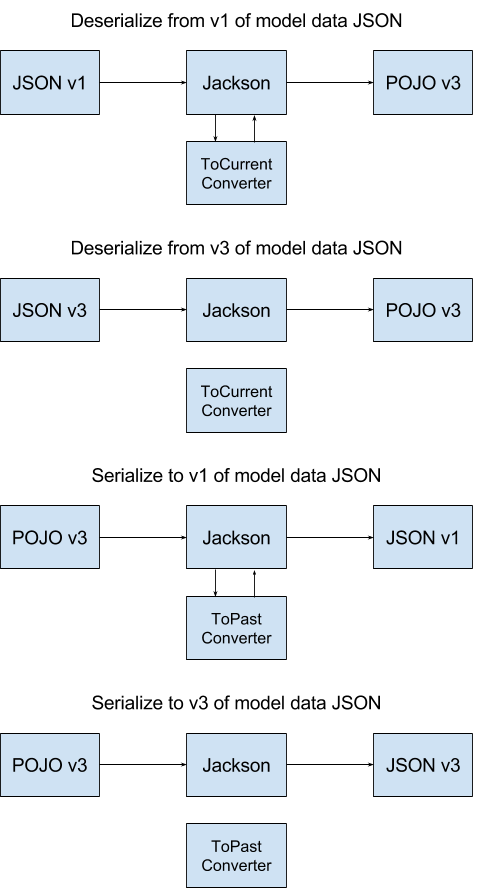 Deserialize from v1 of model data JSON
JSON v1
Jackson
POJO v3
ToCurrent
Converter
Deserialize from v3 of model data JSON
JSON v3
Jackson
POJO v3
ToCurrent
Converter
Serialize to v1 of model data JSON
POJO v3
Jackson
JSON v1
ToPast
Converter
Serialize to v3 of model data JSON
POJO v3
Jackson
JSON v3
ToPast
Converter